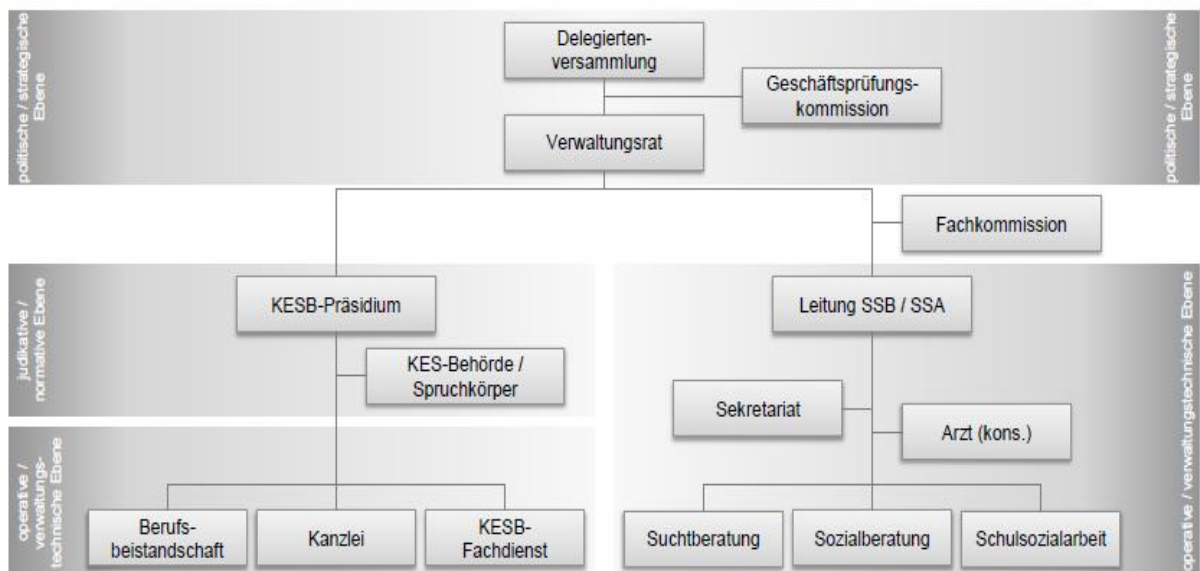 politische / strategische
Ebene
Delegierten-
versammlung
Geschäftsprüfungs-
kommission
Verwaltungsrat
politische / strategische
Ebene
Fachkommission
judikative /
normative Ebene
KESB-Präsidium
KES-Behörde /
Spruchkörper
Leitung SSB / SSA
Sekretariat
Arzt (kons.)
operative / verwaltungstechnische Ebene
operative /
verwaltungs-
technische Ebene
Berufs-
beistandschaft
Kanzlei
KESB-
Fachdienst
Suchtberatung
Sozialberatung
Schulsozialarbeit